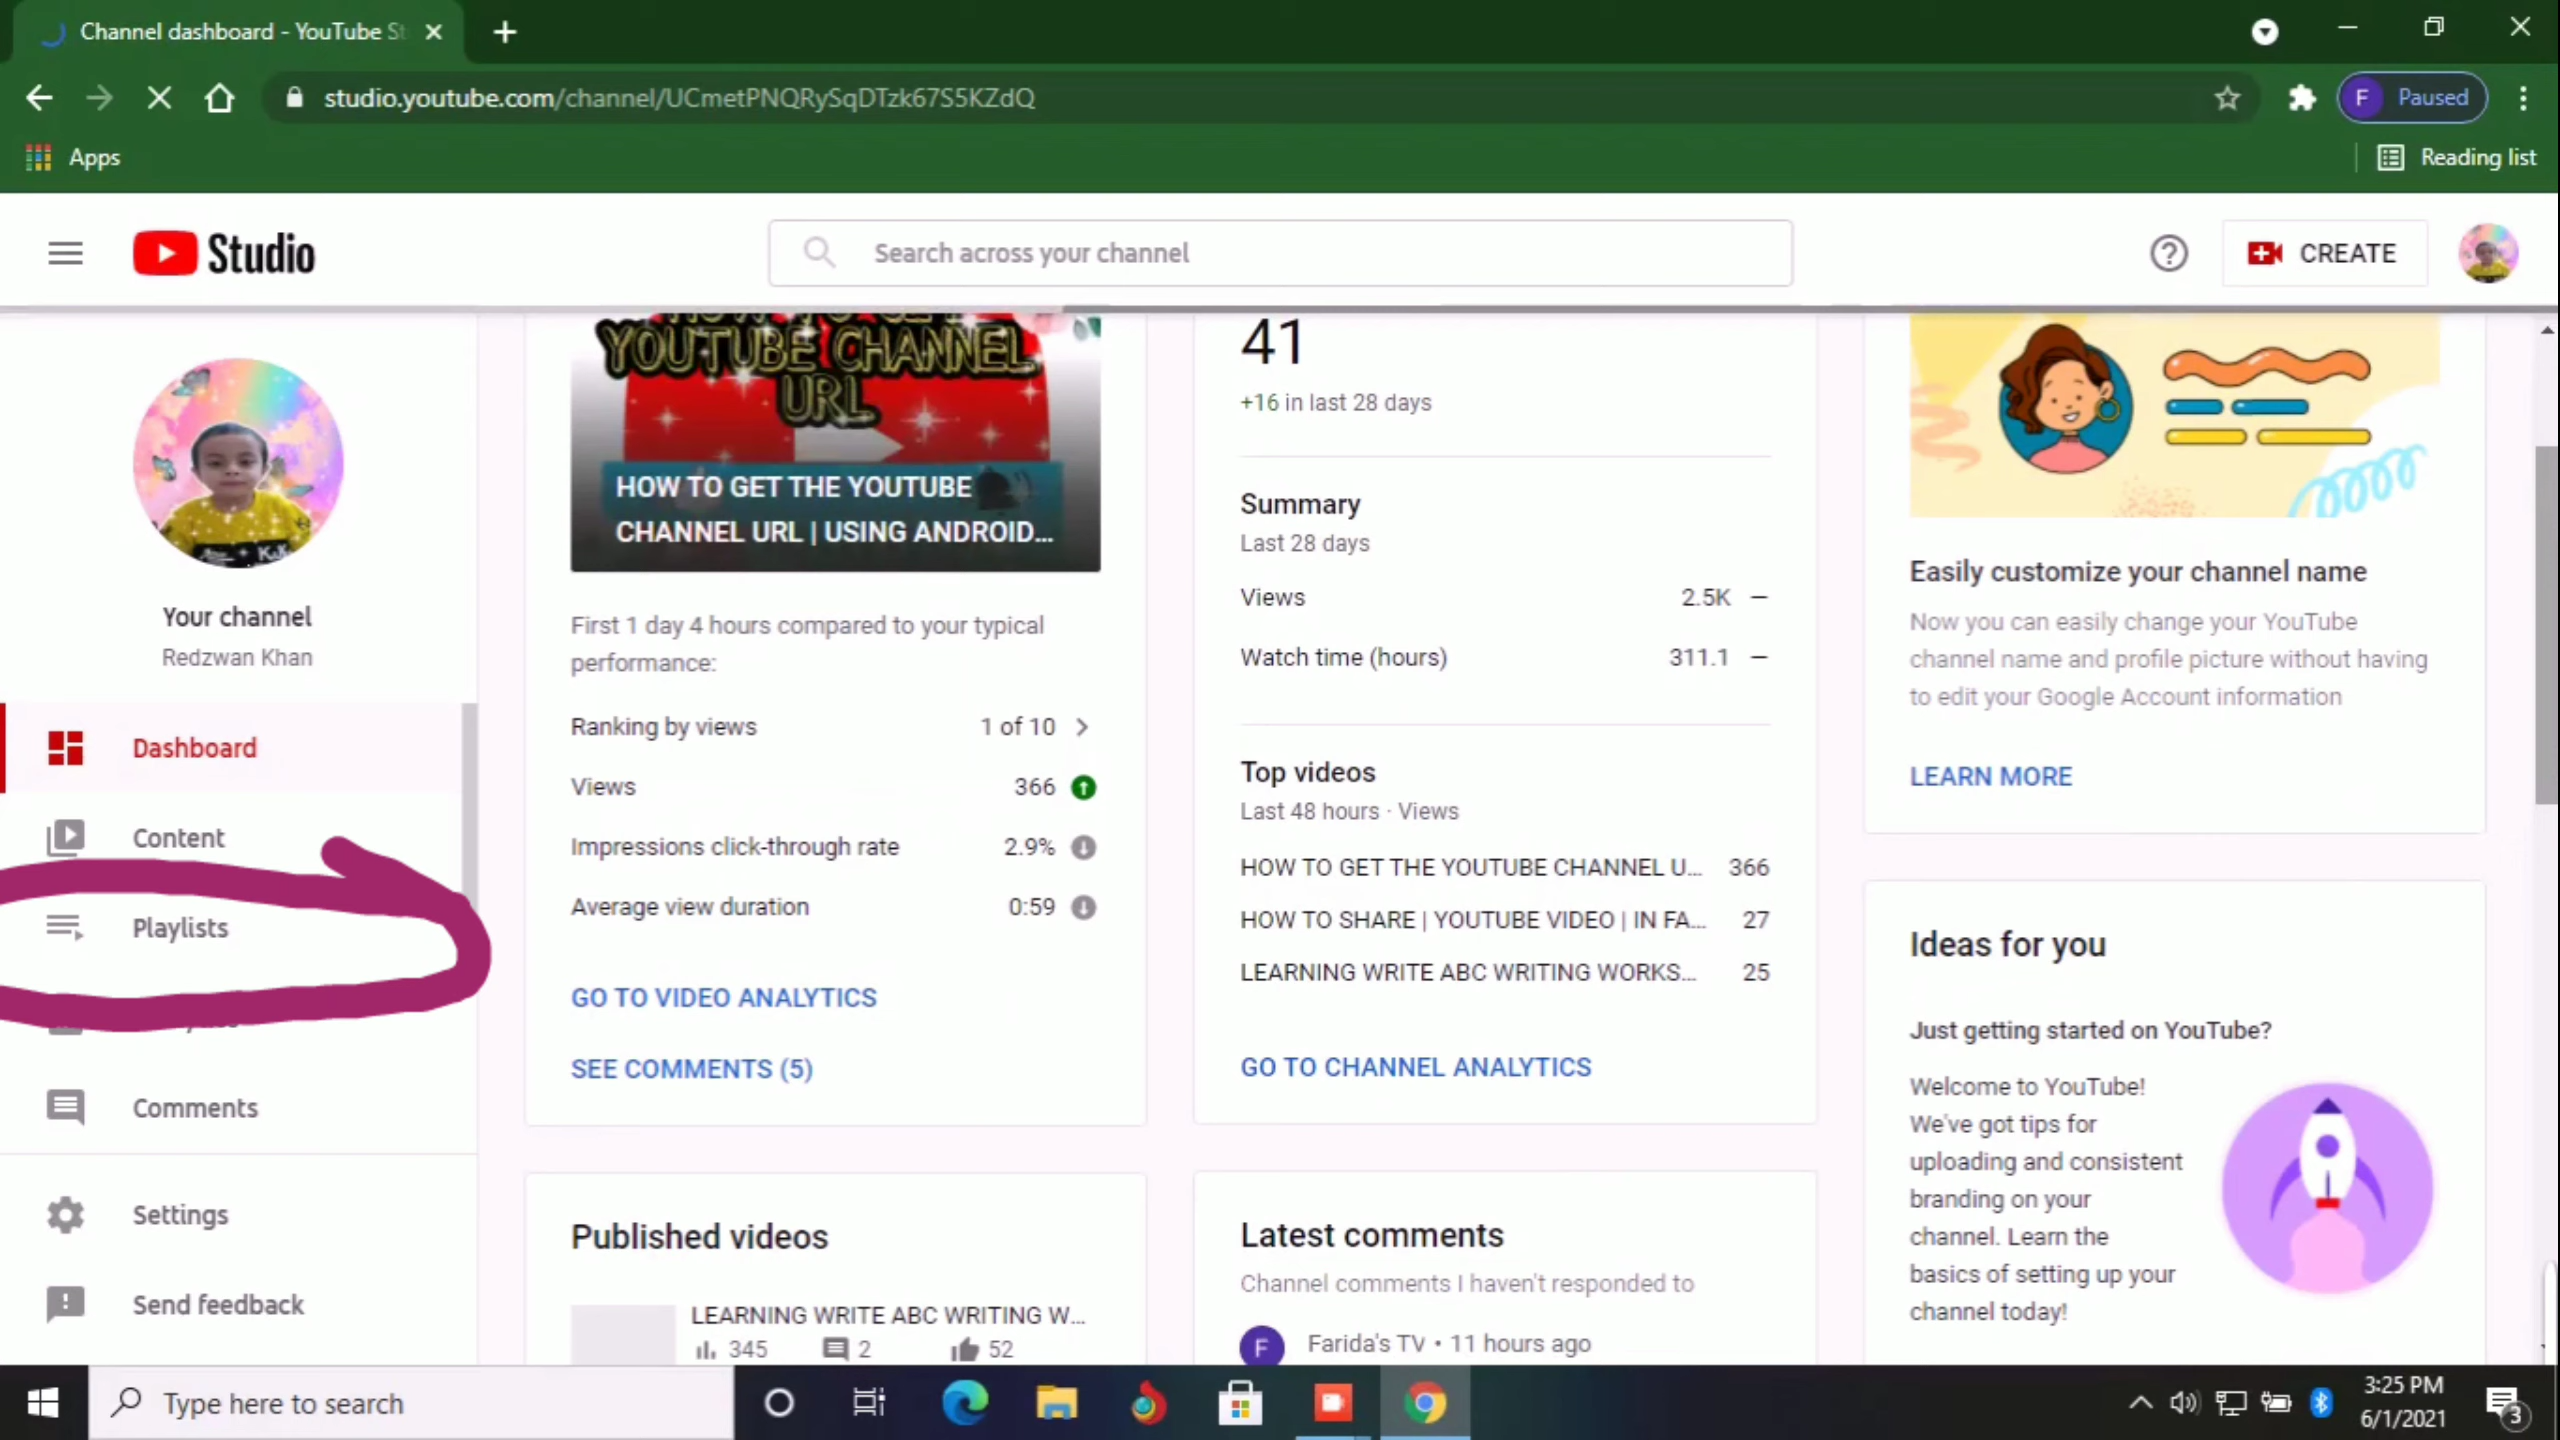 Channel dashboard - YouTube St
studio.youtube.com/channel/UCmetPNQRySqDTzk67S5KZdQ
F Paused
Apps
Reading list
Studio
Search across your channel
CREATE
Your channel
Redzwan Khan
Dashboard
Content
Playlists
Comments
Settings
Send feedback
YOUTUBE CHANNEL
URL
HOW TO GET THE YOUTUBE
CHANNEL URL | USING ANDROID...
First 1 day 4 hours compared to your typical
performance:
Ranking by views 1 of 10
Views 366
Impressions click-through rate 2.9%
Average view duration 0:59
GO TO VIDEO ANALYTICS
SEE COMMENTS (5)
Published videos
LEARNING WRITE ABC WRITING W...
345 2 52
41
+16 in last 28 days
Summary
Last 28 days
Views 2.5K —
Watch time (hours) 311.1 —
Top videos
Last 48 hours · Views
HOW TO GET THE YOUTUBE CHANNEL U... 366
HOW TO SHARE | YOUTUBE VIDEO | IN FA... 27
LEARNING WRITE ABC WRITING WORKS... 25
GO TO CHANNEL ANALYTICS
Latest comments
Channel comments I haven't responded to
F Farida's TV • 11 hours ago
Easily customize your channel name
Now you can easily change your YouTube
channel name and profile picture without having
to edit your Google Account information
LEARN MORE
Ideas for you
Just getting started on YouTube?
Welcome to YouTube!
We've got tips for
uploading and consistent
branding on your
channel. Learn the
basics of setting up your
channel today!
Type here to search
3:25 PM
6/1/2021
3